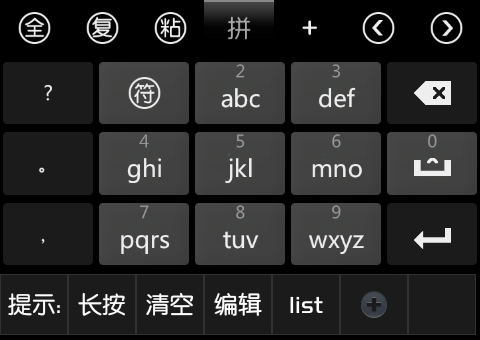 全 复 粘 拼 + < >
? 符 2 abc 3 def
。 4 ghi 5 jkl 6 mno 0
, 7 pqrs 8 tuv 9 wxyz
提示: 长按 清空 编辑 list +